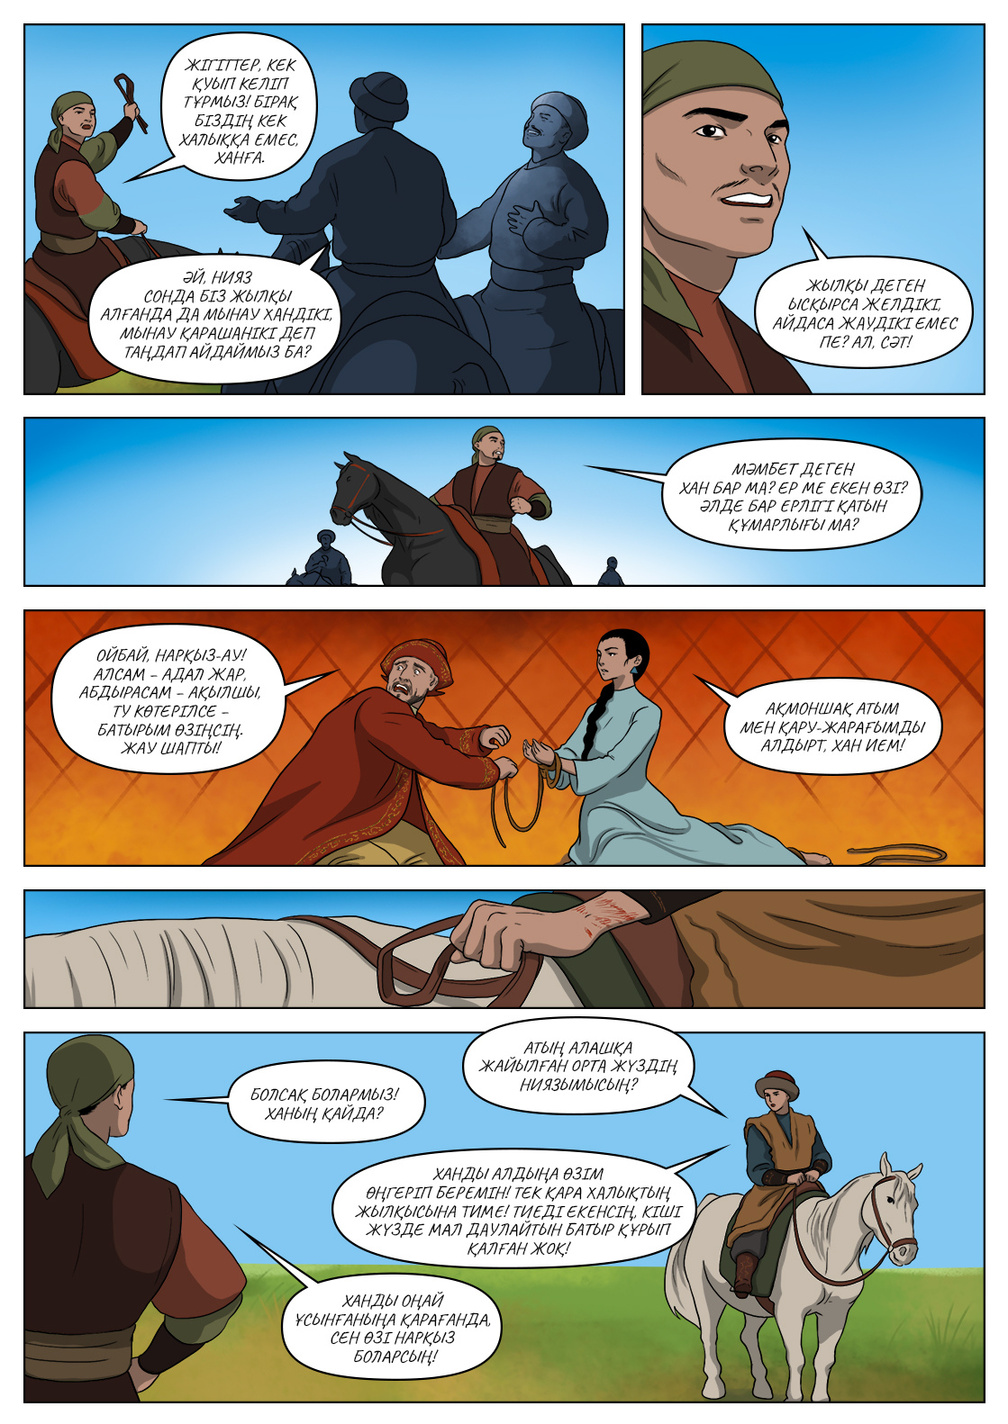 ЖІГІТТЕР, КЕК
ҚУЫП КЕЛІП
ТҰРМЫЗ! БІРАҚ
БІЗДІҢ КЕК
ХАЛЫҚҚА ЕМЕС,
ХАНҒА.
ӘЙ, НИЯЗ
СОНДА БІЗ ЖЫЛҚЫ
АЛҒАНДА ДА МЫНАУ ХАНДІКІ,
МЫНАУ ҚАРАШАНІКІ ДЕП
ТАҢДАП АЙДАЙМЫЗ БА?
ЖЫЛҚЫ ДЕГЕН
ЫСҚЫРСА ЖЕЛДІКІ,
АЙДАСА ЖАУДІКІ ЕМЕС
ПЕ? АЛ, СӘТ!
МӘМБЕТ ДЕГЕН
ХАН БАР МА? ЕР МЕ ЕКЕН ӨЗІ?
ӘЛДЕ БАР ЕРЛІГІ ҚАТЫН
ҚҰМАРЛЫҒЫ МА?
ОЙБАЙ, НАРҚЫЗ-АУ!
АЛСАМ – АДАЛ ЖАР,
АБДЫРАСАМ – АҚЫЛШЫ,
ТУ КӨТЕРІЛСЕ –
БАТЫРЫМ ӨЗІҢСІҢ.
ЖАУ ШАПТЫ!
АҚМОНШАҚ АТЫМ
МЕН ҚАРУ-ЖАРАҒЫМДЫ
АЛДЫРТ, ХАН ИЕМ!
АТЫҢ АЛАШҚА
ЖАЙЫЛҒАН ОРТА ЖҮЗДІҢ
НИЯЗЫМЫСЫҢ?
БОЛСАҚ БОЛАРМЫЗ!
ХАНЫҢ ҚАЙДА?
ХАНДЫ АЛДЫҢА ӨЗІМ
ӨҢГЕРІП БЕРЕМІН! ТЕК ҚАРА ХАЛЫҚТЫҢ
ЖЫЛҚЫСЫНА ТИМЕ! ТИЕДІ ЕКЕНСІҢ, КІШІ
ЖҮЗДЕ МАЛ ДАУЛАЙТЫН БАТЫР ҚҰРЫП
ҚАЛҒАН ЖОҚ!
ХАНДЫ ОҢАЙ
ҰСЫНҒАНЫҢА ҚАРАҒАНДА,
СЕН ӨЗІ НАРҚЫЗ
БОЛАРСЫҢ!